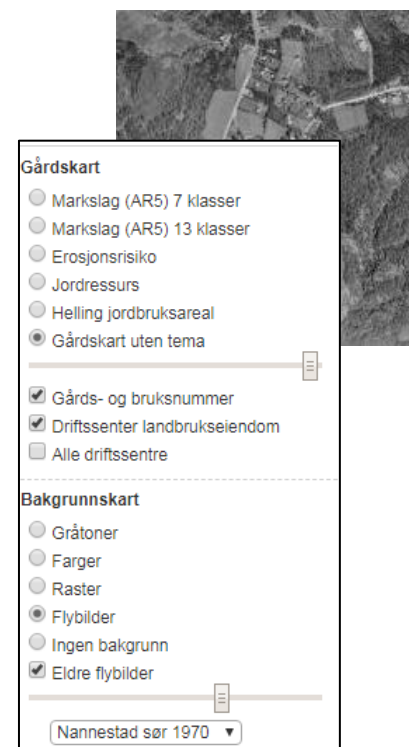 Gårdskart
Markslag (AR5) 7 klasser
Markslag (AR5) 13 klasser
Erosjonsrisiko
Jordressurs
Helling jordbruksareal
Gårdskart uten tema
Gårds- og bruksnummer
Driftssenter landbrukseiendom
Alle driftssentre
Bakgrunnskart
Gråtoner
Farger
Raster
Flybilder
Ingen bakgrunn
Eldre flybilder
Nannestad sør 1970